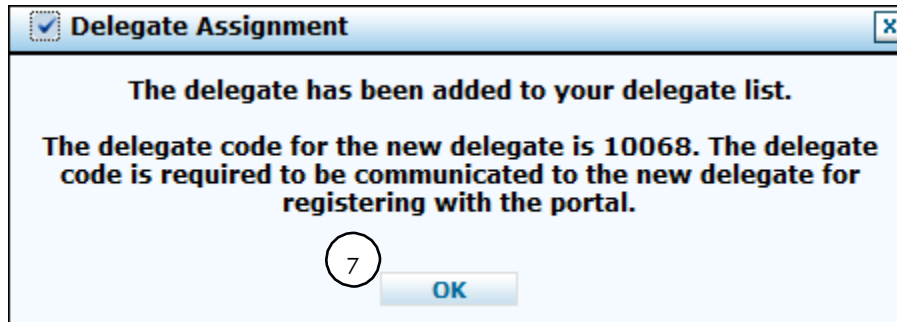 Delegate Assignment
X
The delegate has been added to your delegate list.
The delegate code for the new delegate is 10068. The delegate
code is required to be communicated to the new delegate for
registering with the portal.
7
OK